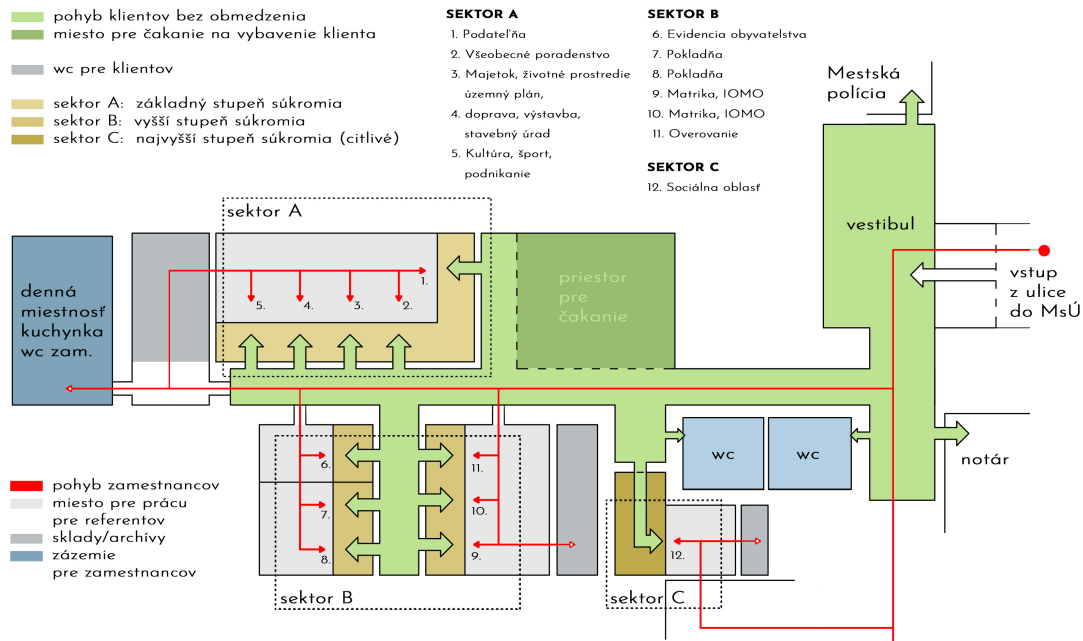 pohyb klientov bez obmedzenia
miesto pre čakanie na vybavenie klienta
wc pre klientov
sektor A: základný stupeň súkromia
sektor B: vyšší stupeň súkromia
sektor C: najvyšší stupeň súkromia (citlivé)
SEKTOR A
1. Podateľňa
2. Všeobecné poradenstvo
3. Majetok, životné prostredie
územný plán,
4. doprava, výstavba,
stavebný úrad
5. Kultúra, šport,
podnikanie
SEKTOR B
6. Evidencia obyvatelstva
7. Pokladňa
8. Pokladňa
9. Matrika, IOMO
10. Matrika, IOMO
11. Overovanie
SEKTOR C
12. Sociálna oblasť
Mestská
polícia
vestibul
vstup
z ulice
do MsÚ
sektor A
denná
miestnosť
kuchynka
wc zam.
1.
5.
4.
3.
2.
priestor
pre
čakanie
6.
7.
8.
11.
10.
9.
sektor B
wc
wc
notár
12.
sektor C
pohyb zamestnancov
miesto pre prácu
pre referentov
sklady/archívy
zázemie
pre zamestnancov